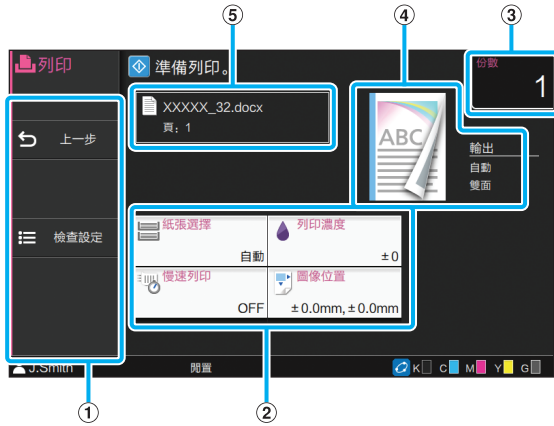 ⑤
④
③
列印
準備列印。
份數
1
XXXXX_32.docx
頁：1
ABC
輸出
自動
雙面
上一步
檢查設定
紙張選擇
自動
列印濃度
±0
慢速列印
OFF
圖像位置
±0.0mm, ±0.0mm
J.Smith
閒置
K C M Y G
①
②